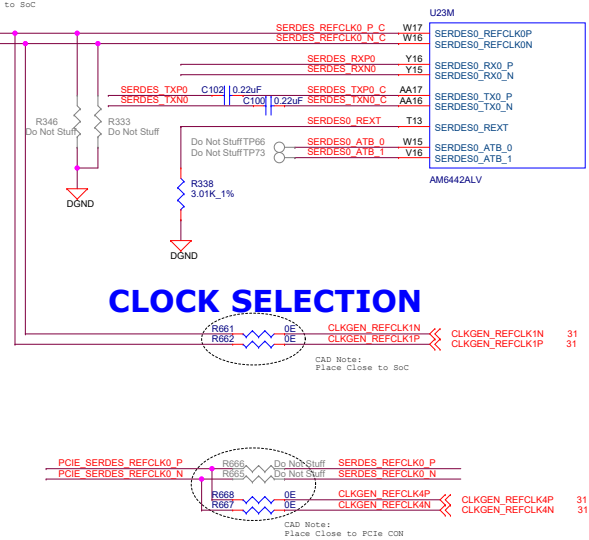 to SoC
U23M
SERDES_REFCLK0_P_C W17 SERDES0_REFCLK0P
SERDES_REFCLK0_N_C W16 SERDES0_REFCLK0N
SERDES_RXP0 Y16 SERDES0_RX0_P
SERDES_RXN0 Y15 SERDES0_RX0_N
SERDES_TXP0 C102 0.22uF SERDES_TXP0_C AA17 SERDES0_TX0_P
SERDES_TXN0 C100 0.22uF SERDES_TXN0_C AA16 SERDES0_TX0_N
R346 R333 SERDES0_REXT T13 SERDES0_REXT
Do Not Stuff Do Not Stuff
Do Not Stuff TP66 SERDES0_ATB_0 W15 SERDES0_ATB_0
Do Not Stuff TP73 SERDES0_ATB_1 V16 SERDES0_ATB_1
AM6442ALV
R338
3.01K_1%
DGND
DGND
CLOCK SELECTION
R661 0E CLKGEN_REFCLK1N CLKGEN_REFCLK1N 31
R662 0E CLKGEN_REFCLK1P CLKGEN_REFCLK1P 31
CAD Note:
Place Close to SoC
PCIE_SERDES_REFCLK0_P R666 Do Not Stuff SERDES_REFCLK0_P
PCIE_SERDES_REFCLK0_N R665 Do Not Stuff SERDES_REFCLK0_N
R668 0E CLKGEN_REFCLK4P CLKGEN_REFCLK4P 31
R667 0E CLKGEN_REFCLK4N CLKGEN_REFCLK4N 31
CAD Note:
Place Close to PCIe CON